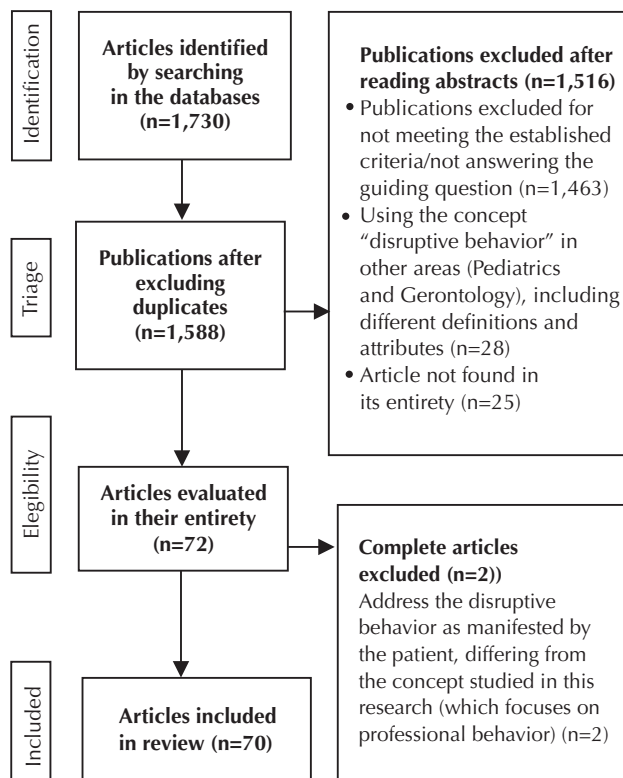 Identification
Articles identified
by searching
in the databases
(n=1,730)
Publications excluded after
reading abstracts (n=1,516)
• Publications excluded for
not meeting the established
criteria/not answering the
guiding question (n=1,463)
• Using the concept
“disruptive behavior” in
other areas (Pediatrics
and Gerontology), including
different definitions and
attributes (n=28)
• Article not found in
its entirety (n=25)
Triage
Publications after
excluding
duplicates
(n=1,588)
Elegibility
Articles evaluated
in their entirety
(n=72)
Complete articles
excluded (n=2))
Address the disruptive
behavior as manifested by
the patient, differing from
the concept studied in this
research (which focuses on
professional behavior) (n=2)
Included
Articles included
in review (n=70)